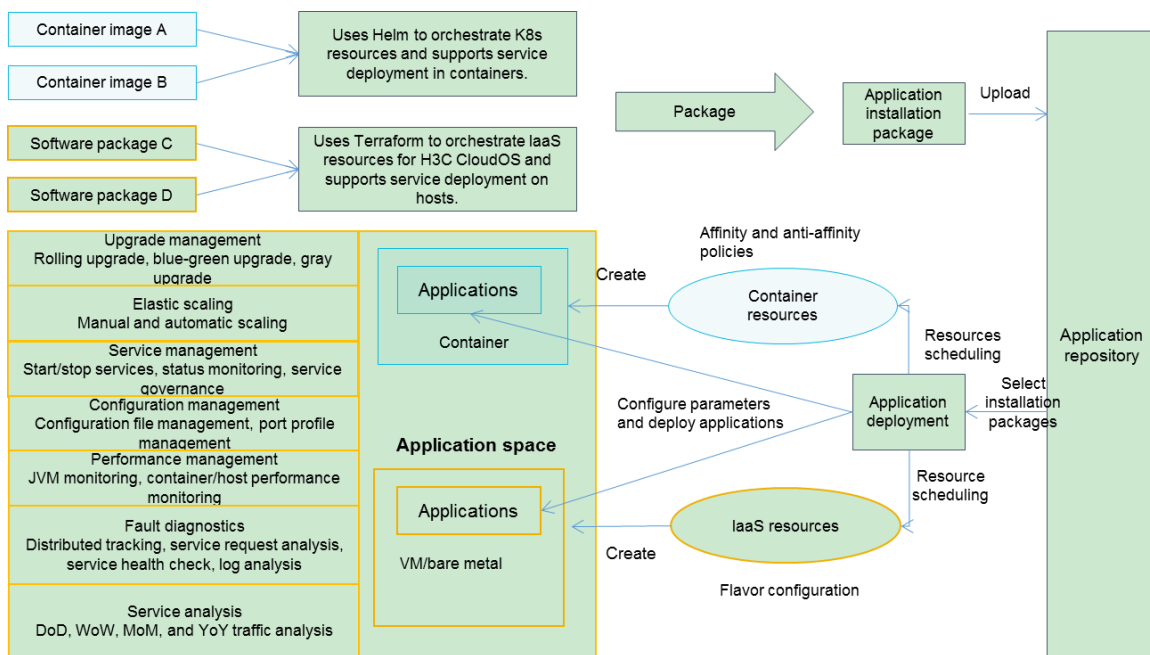 Container image A
Container image B
Uses Helm to orchestrate K8s
resources and supports service
deployment in containers.
Software package C
Software package D
Uses Terraform to orchestrate IaaS
resources for H3C CloudOS and
supports service deployment on
hosts.
Package
Application
installation
package
Upload
Application
repository
Upgrade management
Rolling upgrade, blue-green upgrade, gray
upgrade
Elastic scaling
Manual and automatic scaling
Service management
Start/stop services, status monitoring, service
governance
Configuration management
Configuration file management, port profile
management
Performance management
JVM monitoring, container/host performance
monitoring
Fault diagnostics
Distributed tracking, service request analysis,
service health check, log analysis
Service analysis
DoD, WoW, MoM, and YoY traffic analysis
Applications
Container
Application space
Applications
VM/bare metal
Affinity and anti-affinity
policies
Create
Container
resources
Resources
scheduling
Configure parameters
and deploy applications
Application
deployment
Select
installation
packages
Resource
scheduling
IaaS resources
Create
Flavor configuration